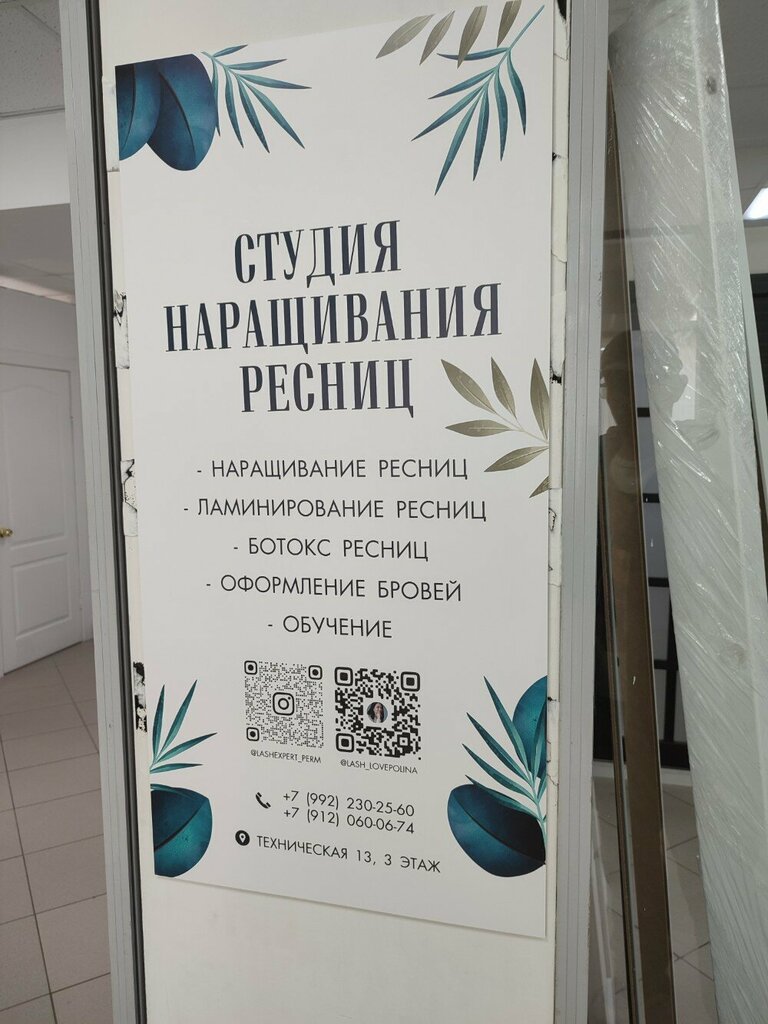 СТУДИЯ
НАРАЩИВАНИЯ
РЕСНИЦ
- НАРАЩИВАНИЕ РЕСНИЦ
- ЛАМИНИРОВАНИЕ РЕСНИЦ
- БОТОКС РЕСНИЦ
- ОФОРМЛЕНИЕ БРОВЕЙ
- ОБУЧЕНИЕ
@LASHEXPERT_PERM
@LASH_LOVEPOLINA
+7 (992) 230-25-60
+7 (912) 060-06-74
ТЕХНИЧЕСКАЯ 13, 3 ЭТАЖ